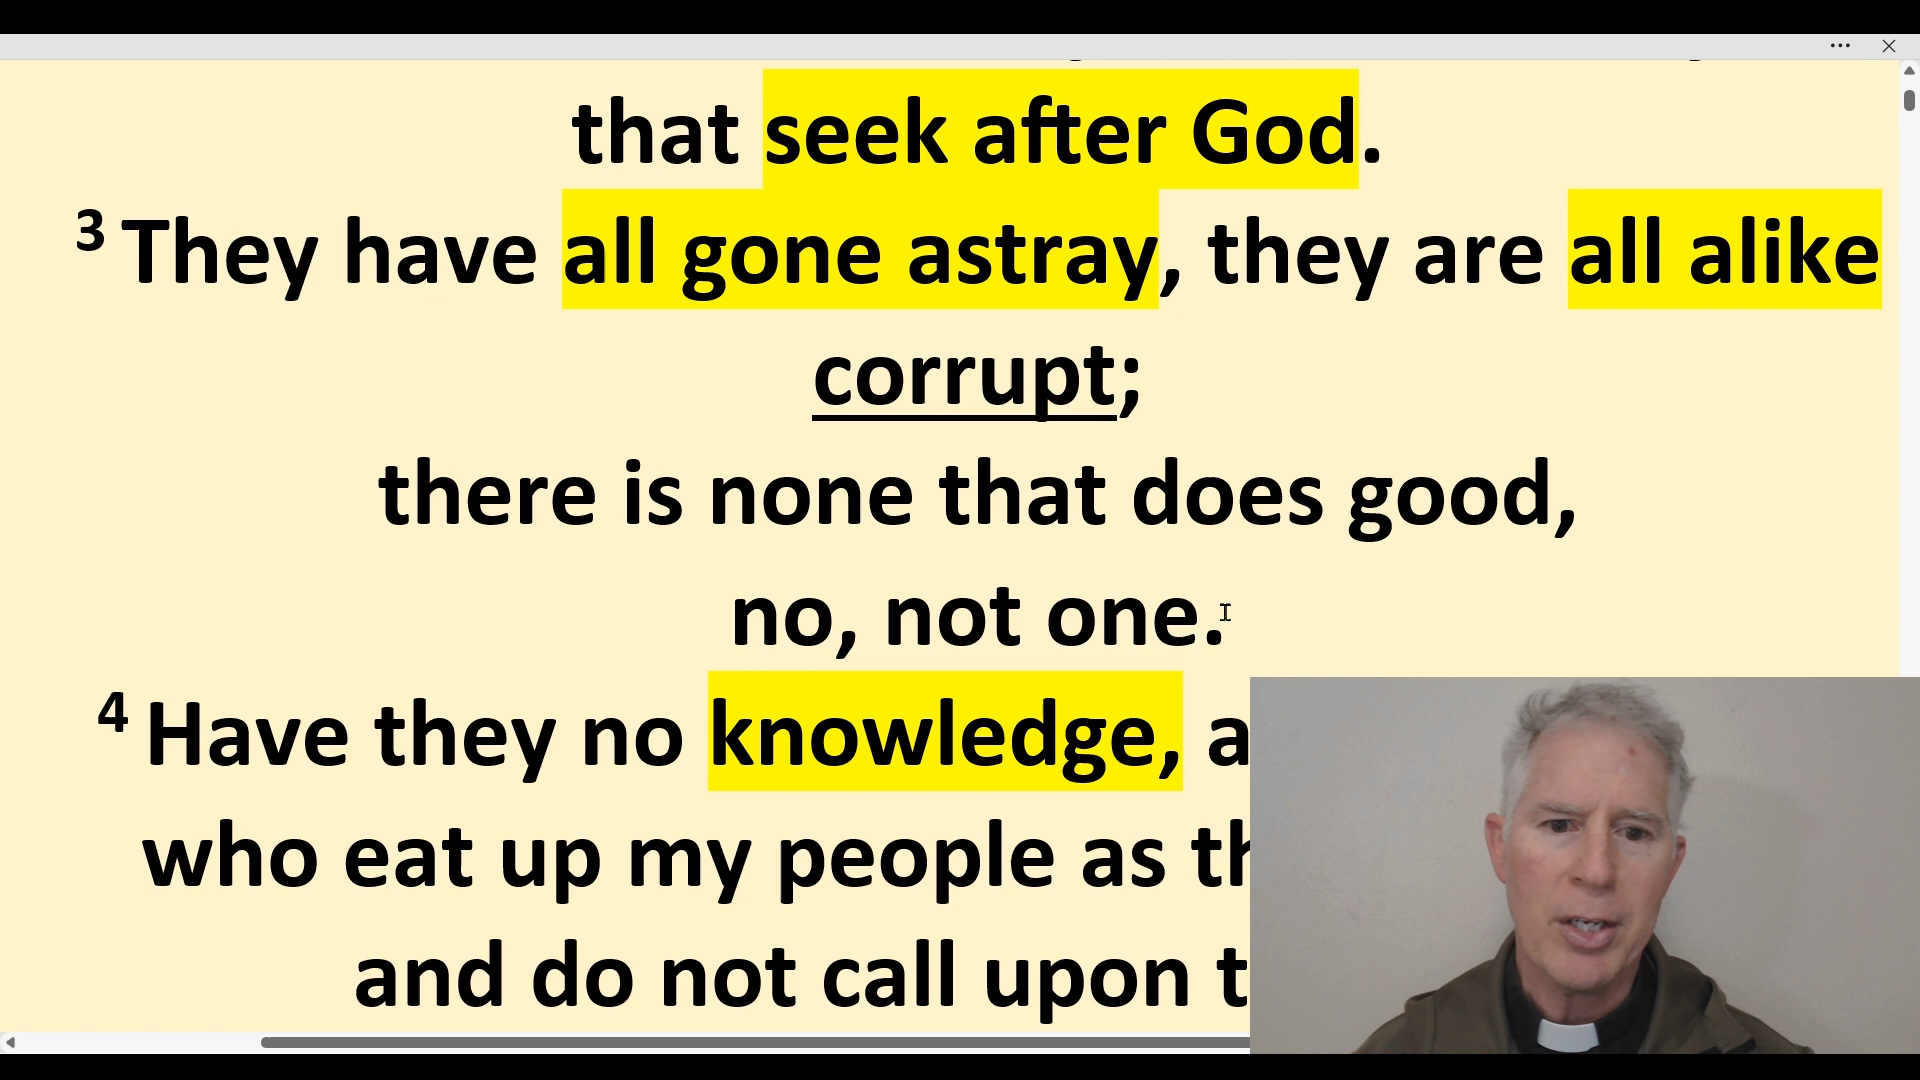 that seek after God.
3 They have all gone astray, they are all alike
corrupt;
there is none that does good,
no, not one.
4 Have they no knowledge,
who eat up my people as
and do not call upon